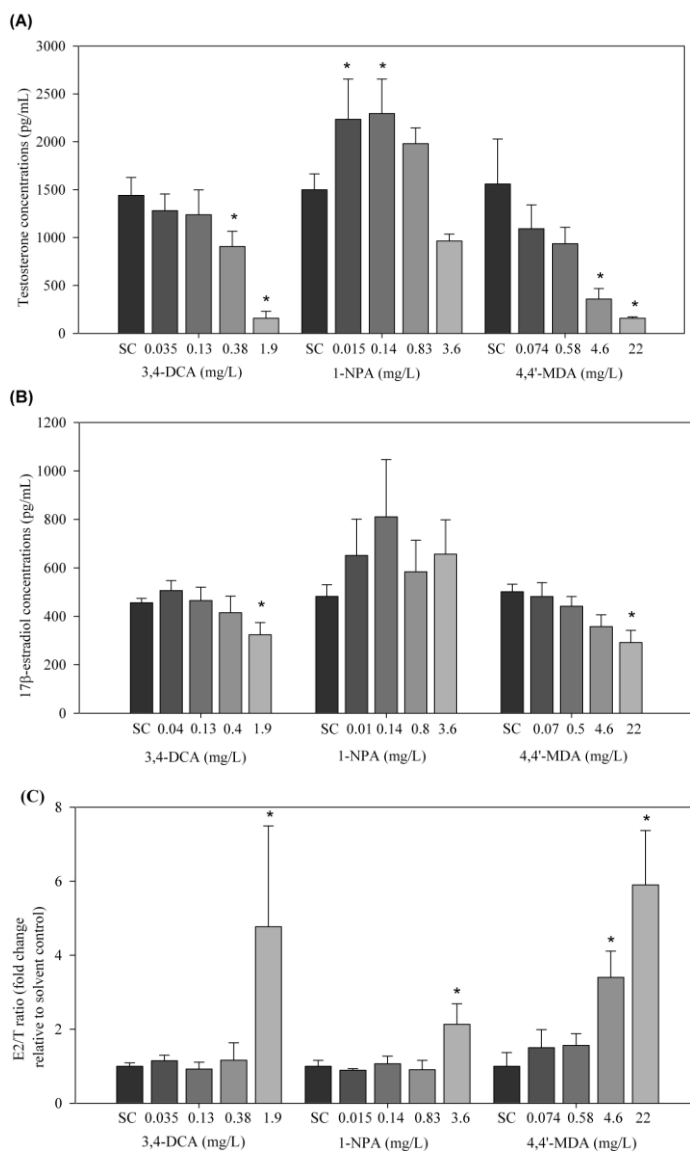 (A)
Testosterone concentrations (pg/mL)
3000
2500
2000
1500
1000
500
0
* *
*
*
*
*
SC 0.035 0.13 0.38 1.9 SC 0.015 0.14 0.83 3.6 SC 0.074 0.58 4.6 22
3,4-DCA (mg/L) 1-NPA (mg/L) 4,4'-MDA (mg/L)
(B)
17β-estradiol concentrations (pg/mL)
1200
1000
800
600
400
200
0
*
*
SC 0.04 0.13 0.4 1.9 SC 0.01 0.14 0.8 3.6 SC 0.07 0.5 4.6 22
3,4-DCA (mg/L) 1-NPA (mg/L) 4,4'-MDA (mg/L)
(C)
E2/T ratio (fold change
relative to solvent control)
8
6
4
2
0
*
*
*
*
SC 0.035 0.13 0.38 1.9 SC 0.015 0.14 0.83 3.6 SC 0.074 0.58 4.6 22
3,4-DCA (mg/L) 1-NPA (mg/L) 4,4'-MDA (mg/L)